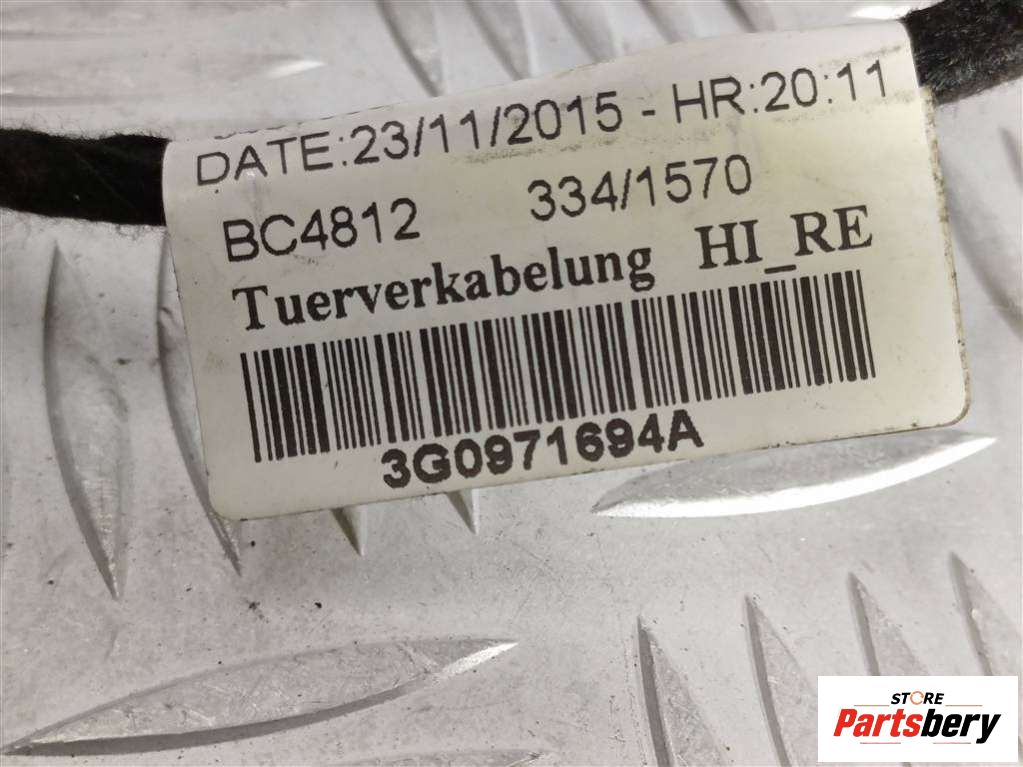 DATE:23/11/2015 - HR:20:11
BC4812 334/1570
Tuerverkabelung HI_RE
3G0971694A
STORE
Partsbery